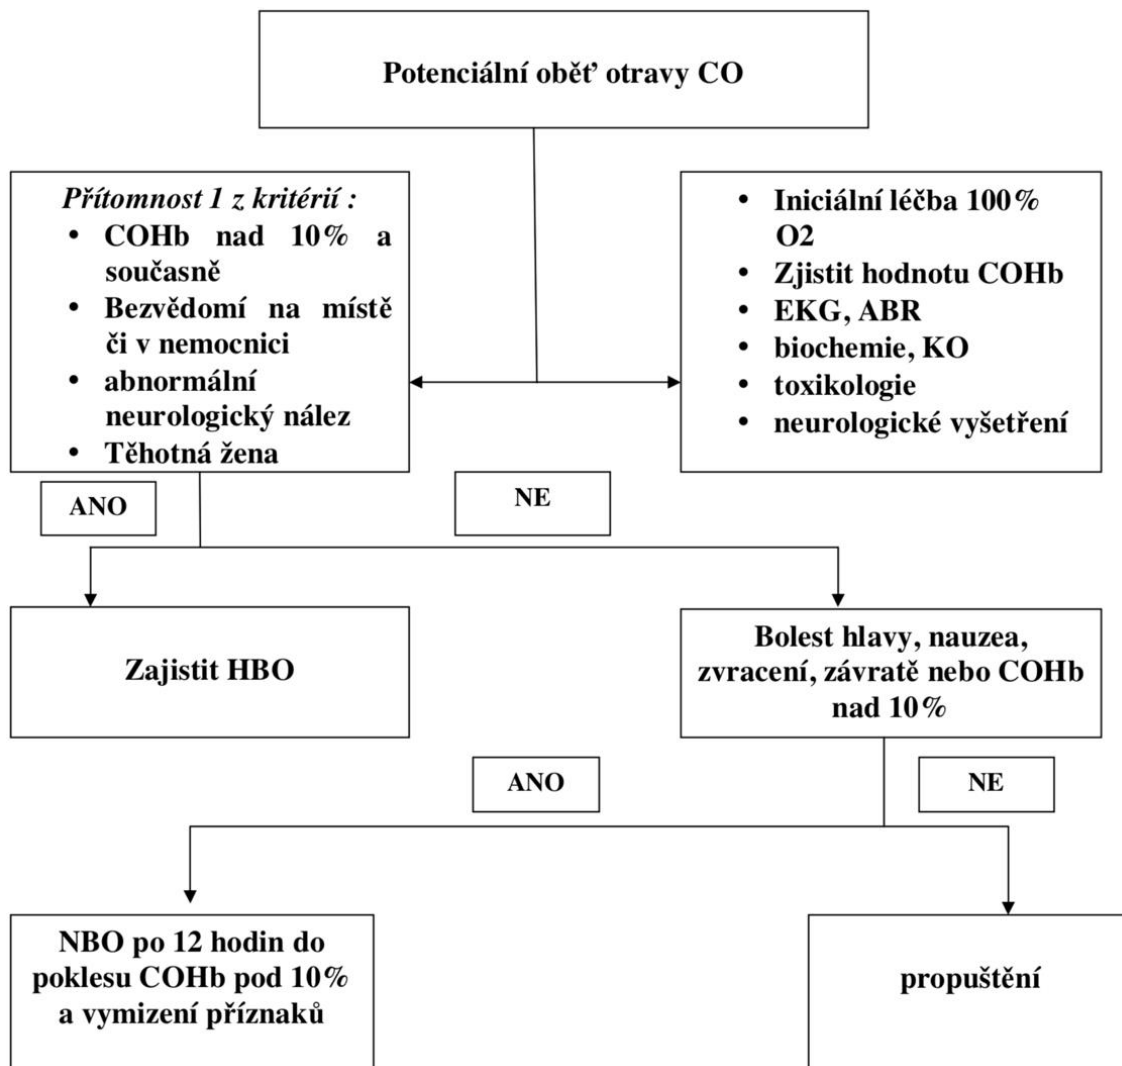 Potenciální oběť otravy CO
Přítomnost 1 z kritérií :
• COHb nad 10% a
současně
• Bezvědomí na místě
či v nemocnici
• abnormální
neurologický nález
• Těhotná žena
• Iniciální léčba 100%
O2
• Zjistit hodnotu COHb
• EKG, ABR
• biochemie, KO
• toxikologie
• neurologické vyšetření
ANO
NE
Zajistit HBO
Bolest hlavy, nauzea,
zvracení, závratě nebo COHb
nad 10%
ANO
NE
NBO po 12 hodin do
poklesu COHb pod 10%
a vymizení příznaků
propuštění